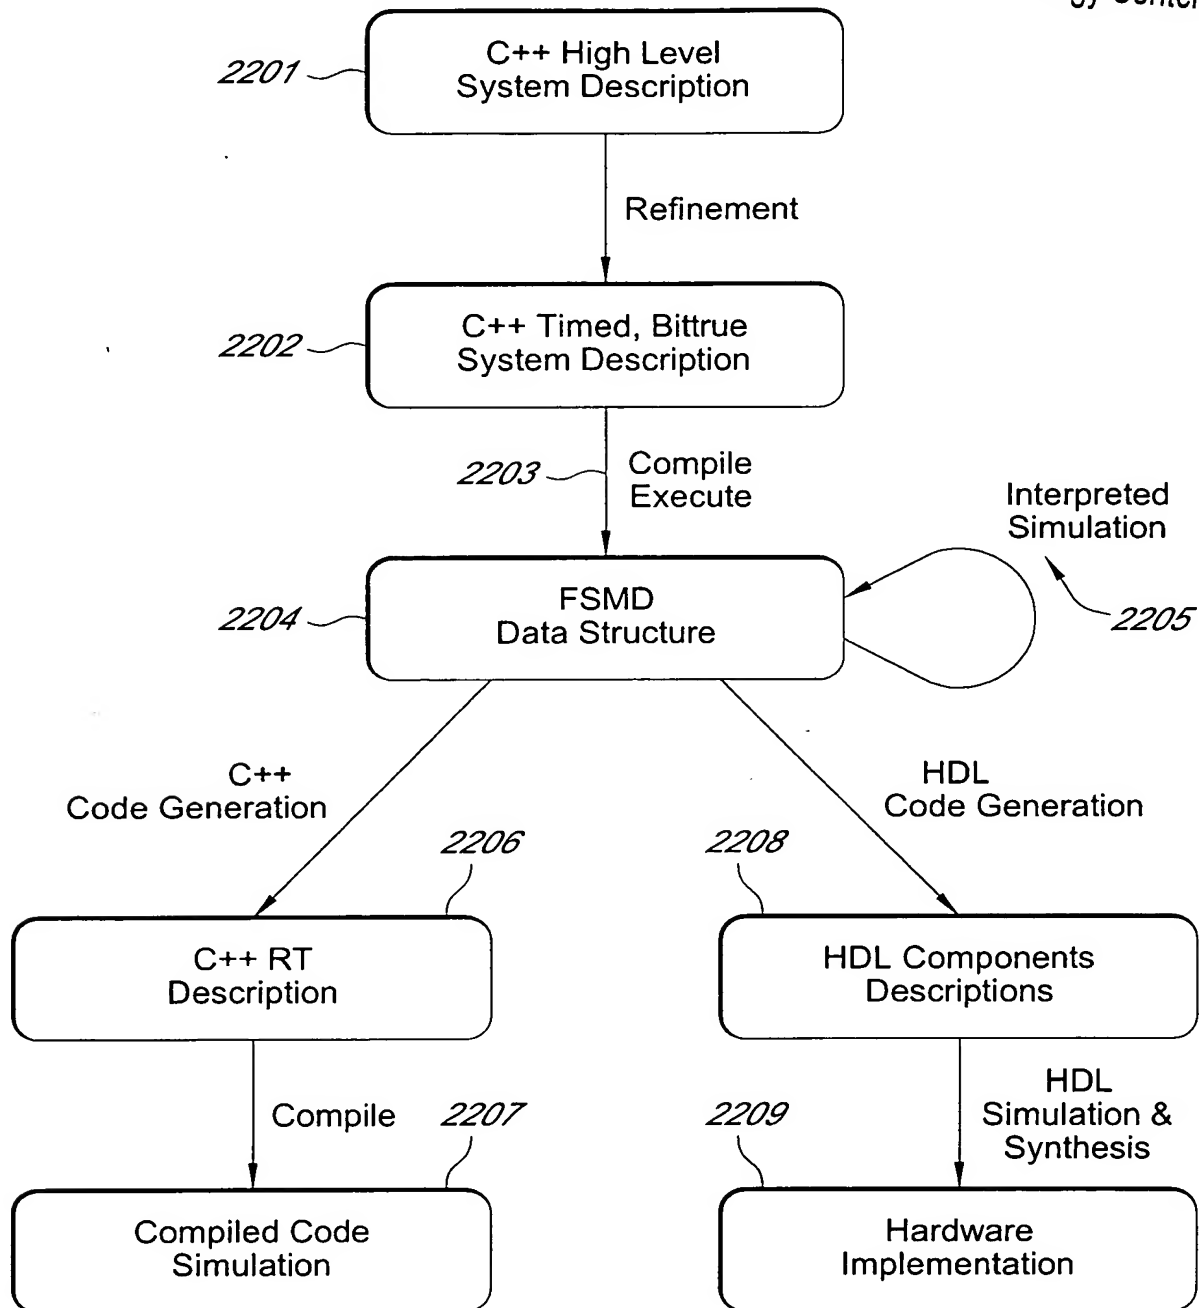 C++ High Level
System Description
2201
Refinement
C++ Timed, Bittrue
System Description
2202
2203
Compile
Execute
Interpreted
Simulation
FSMD
Data Structure
2204
2205
C++
Code Generation
HDL
Code Generation
2206
2208
C++ RT
Description
HDL Components
Descriptions
Compile
2207
2209
HDL
Simulation &
Synthesis
Compiled Code
Simulation
Hardware
Implementation